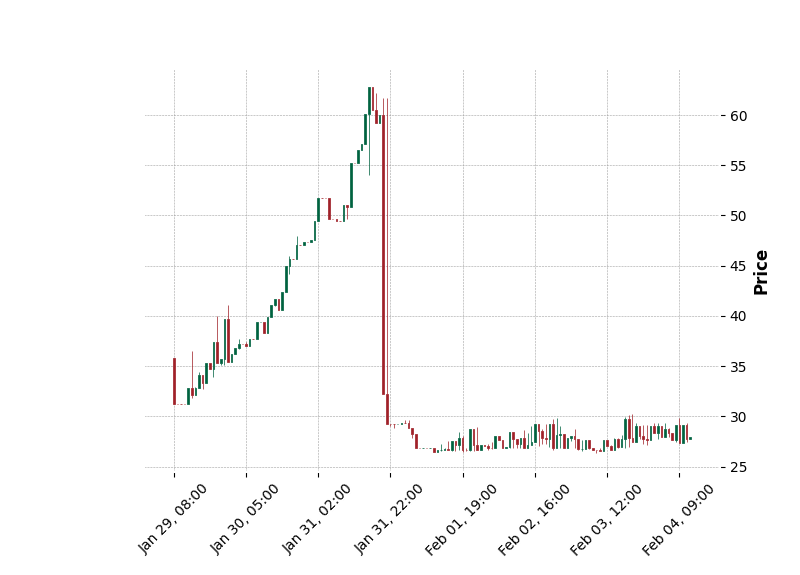 60
55
50
45
40
35
30
25
Price
Jan 29, 08:00
Jan 30, 05:00
Jan 31, 02:00
Jan 31, 22:00
Feb 01, 19:00
Feb 02, 16:00
Feb 03, 12:00
Feb 04, 09:00